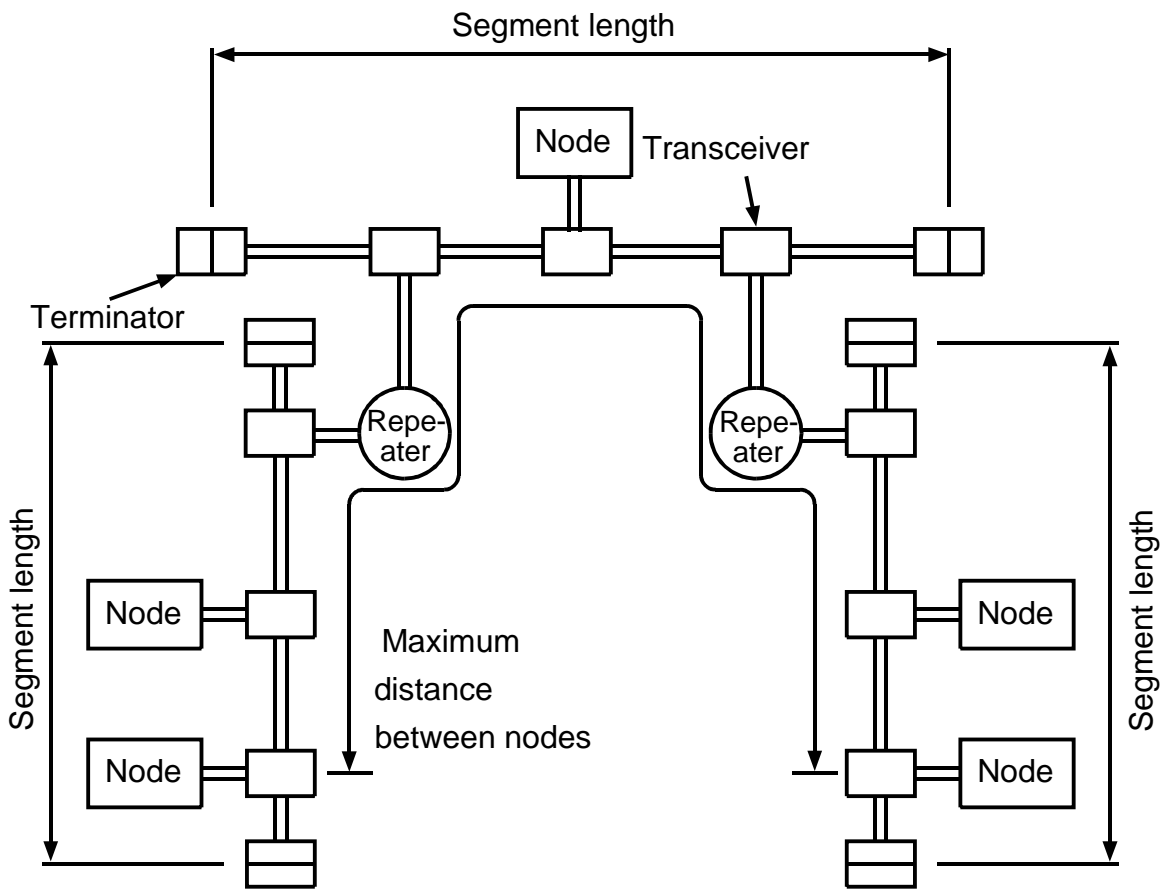 Segment length
Node
Transceiver
Terminator
Repe-
ater
Repe-
ater
Segment length
Segment length
Node
Node
Maximum
distance
between nodes
Node
Node